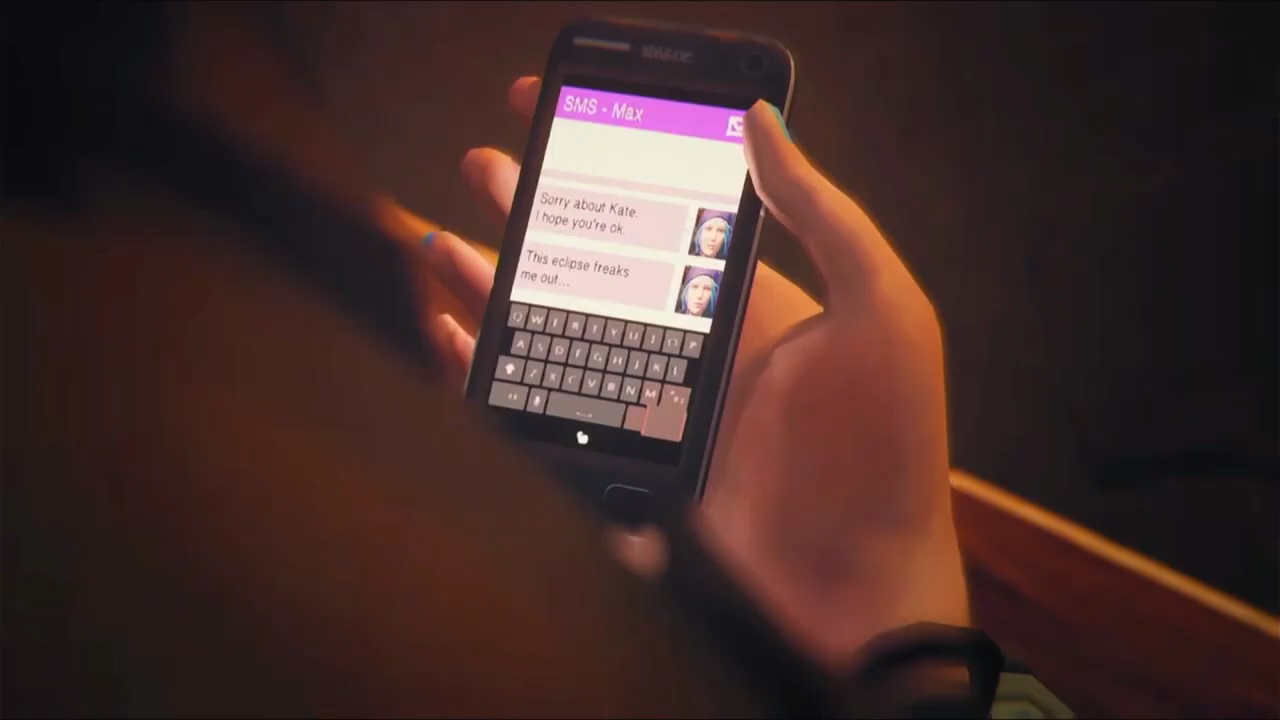 SMS - Max
Sorry about Kate.
I hope you're ok.
This eclipse freaks
me out...
Q W E R T Y U I O P
A S D F G H J K L
Z X C V B N M